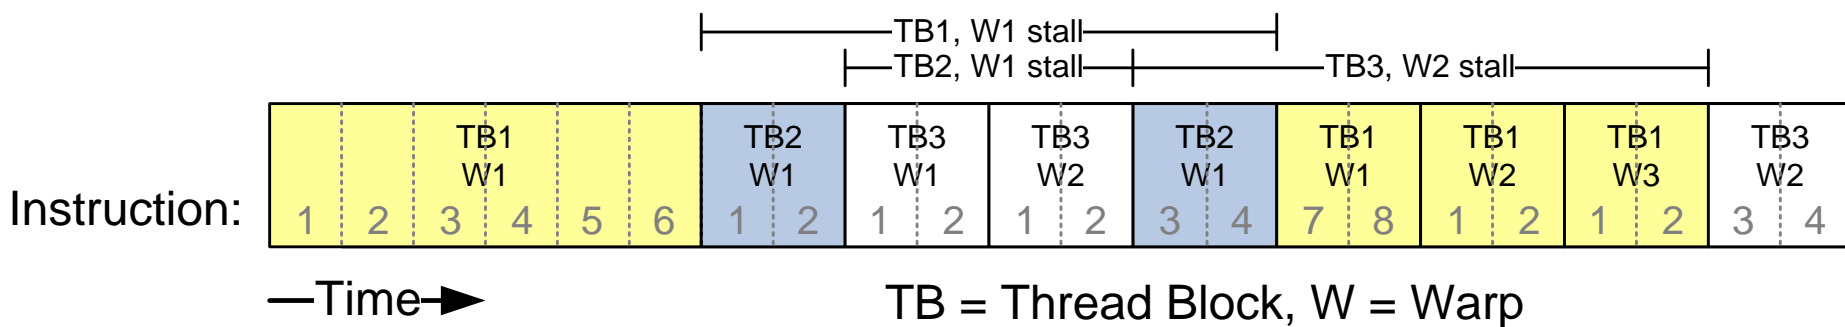 TB1, W1 stall
TB2, W1 stall TB3, W2 stall
TB1 TB2 TB3 TB3 TB2 TB1 TB1 TB1 TB3
W1 W1 W1 W2 W1 W1 W2 W3 W2
Instruction: 1 2 3 4 5 6 1 2 1 2 1 2 3 4 7 8 1 2 1 2 3 4
Time
TB = Thread Block, W = Warp